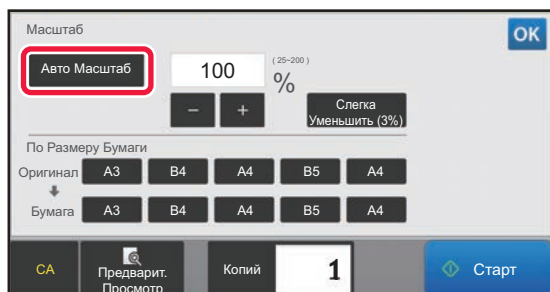 Масштаб
OK
Авто Масштаб
100
(25~200)
%
−
+
Слегка
Уменьшить (3%)
По Размеру Бумаги
Оригинал A3 B4 A4 B5 A4
Бумага A3 B4 A4 B5 A4
CA
Предварит.
Просмотр
Копий
1
Старт